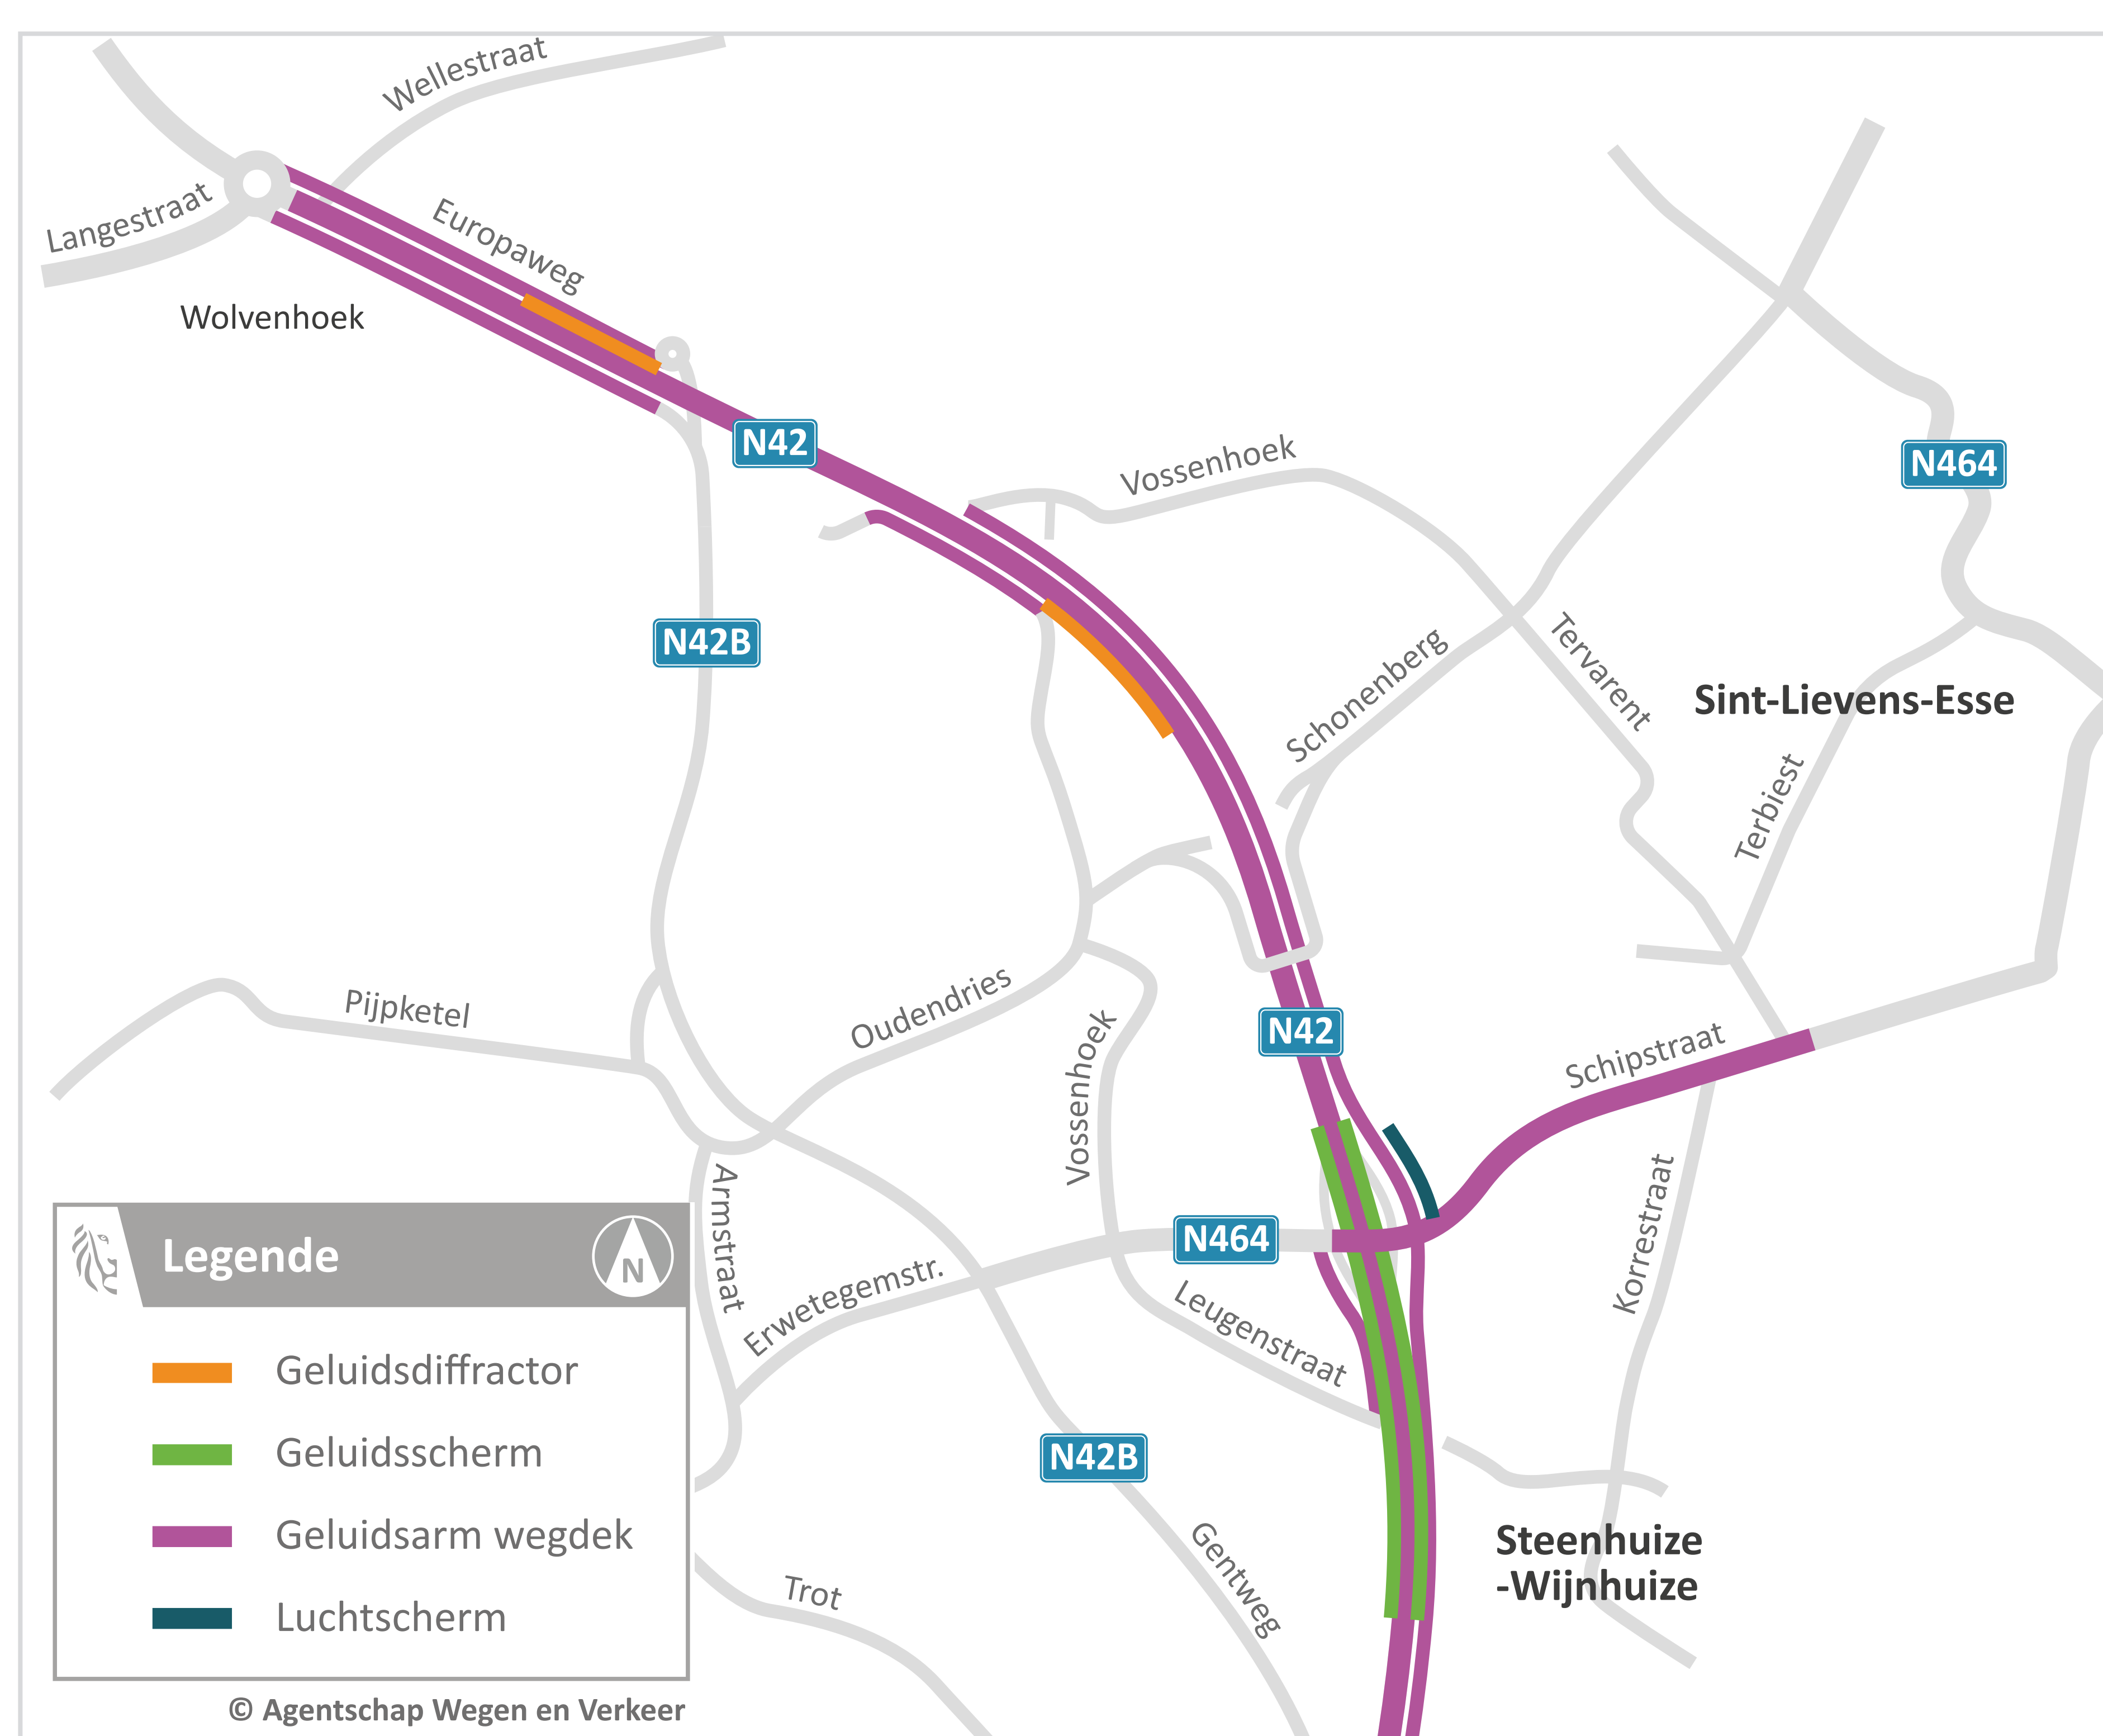 Wellestraat
Langestraat
Europaweg
Wolvenhoek
N42
Vossenhoek
N464
N42B
Tervarent
Schonenberg
Sint-Lievens-Esse
Terbiest
Pijpketel
Oudendries
Vossenhoek
N42
Schipstraat
Armstraat
Korrestraat
N464
Erwetegemstr.
Leugenstraat
N42B
Gentweg
Steenhuize
-Wijnhuize
Trot
Legende
N
Geluidsdiffractor
Geluidsscherm
Geluidsarm wegdek
Luchtscherm
© Agentschap Wegen en Verkeer